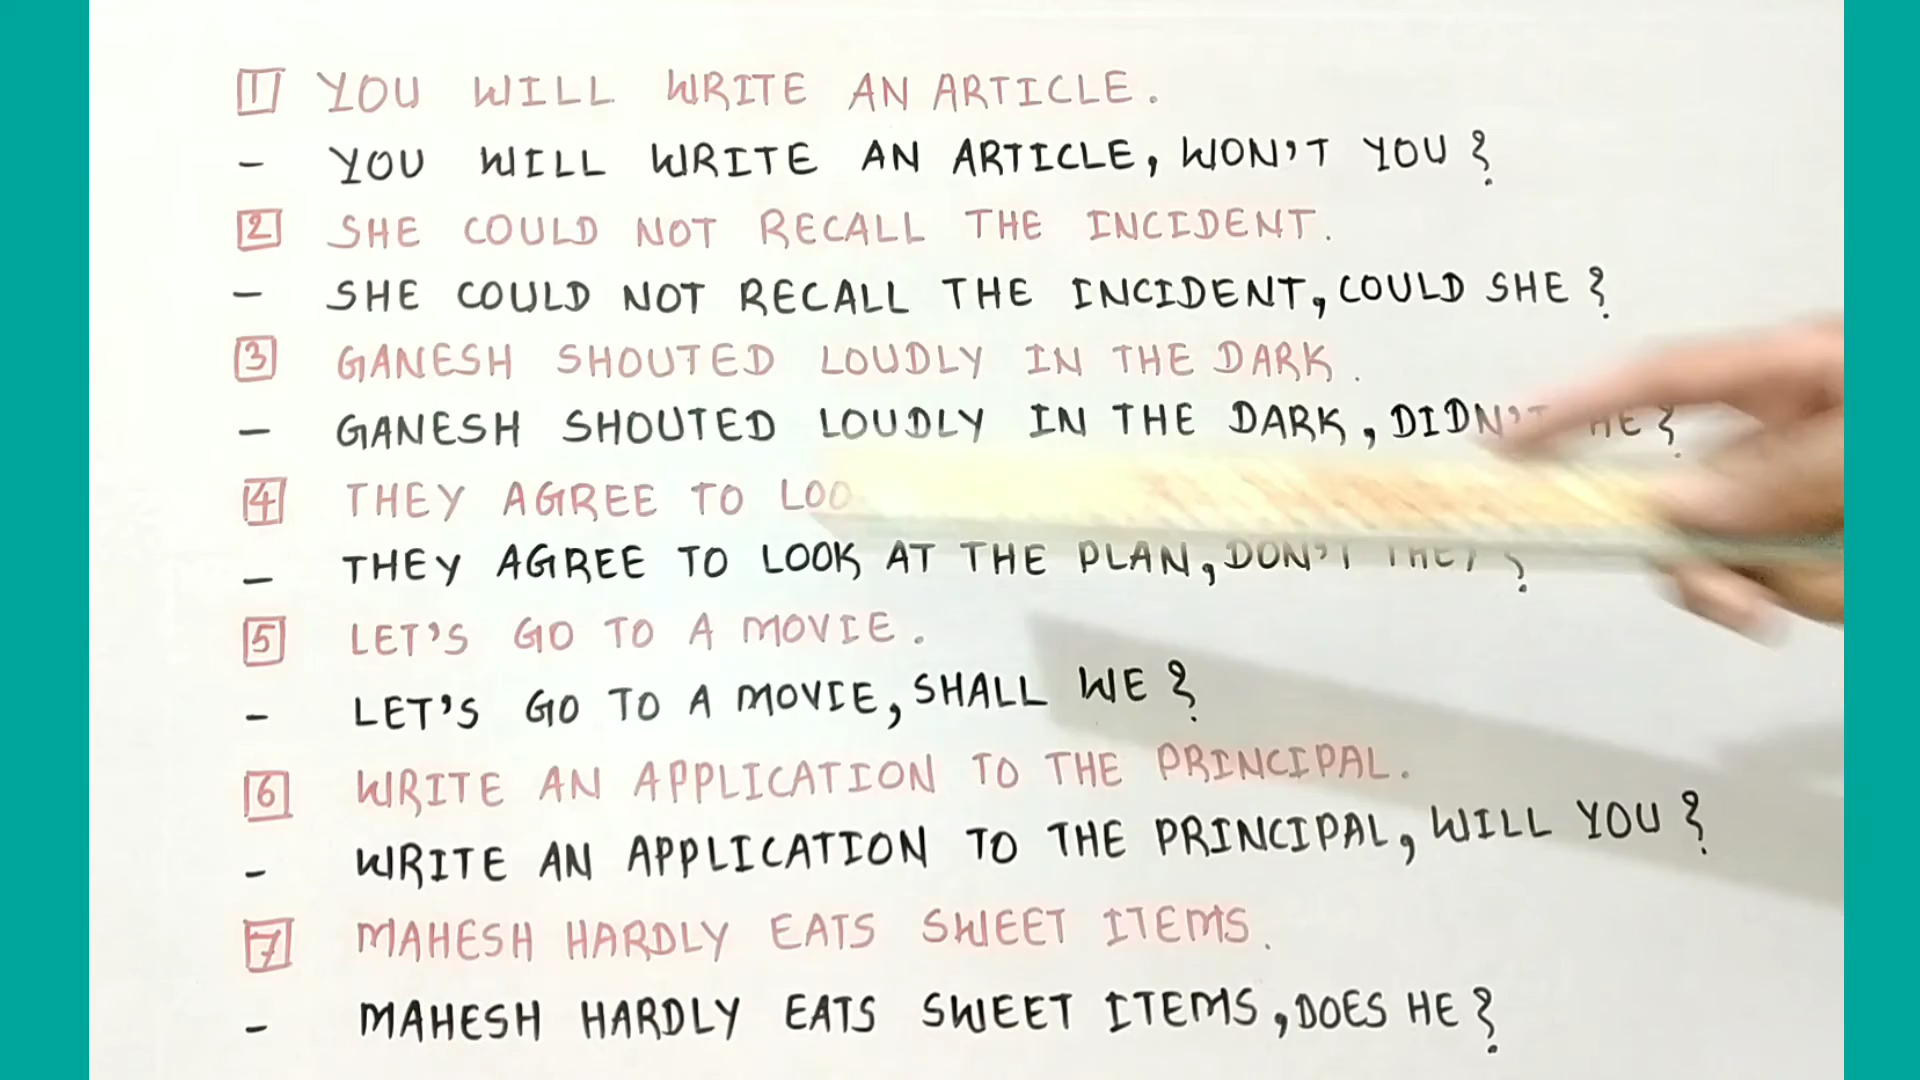 1 YOU WILL WRITE AN ARTICLE.
- YOU WILL WRITE AN ARTICLE, WON'T YOU?
2 SHE COULD NOT RECALL THE INCIDENT.
- SHE COULD NOT RECALL THE INCIDENT, COULD SHE?
3 GANESH SHOUTED LOUDLY IN THE DARK.
- GANESH SHOUTED LOUDLY IN THE DARK, DIDN'T HE?
4 THEY AGREE TO
- THEY AGREE TO LOOK AT THE PLAN, DON'T THEY?
5 LET'S GO TO A MOVIE.
- LET'S GO TO A MOVIE, SHALL WE?
6 WRITE AN APPLICATION TO THE PRINCIPAL.
- WRITE AN APPLICATION TO THE PRINCIPAL, WILL YOU?
7 MAHESH HARDLY EATS SWEET ITEMS.
- MAHESH HARDLY EATS SWEET ITEMS, DOES HE?